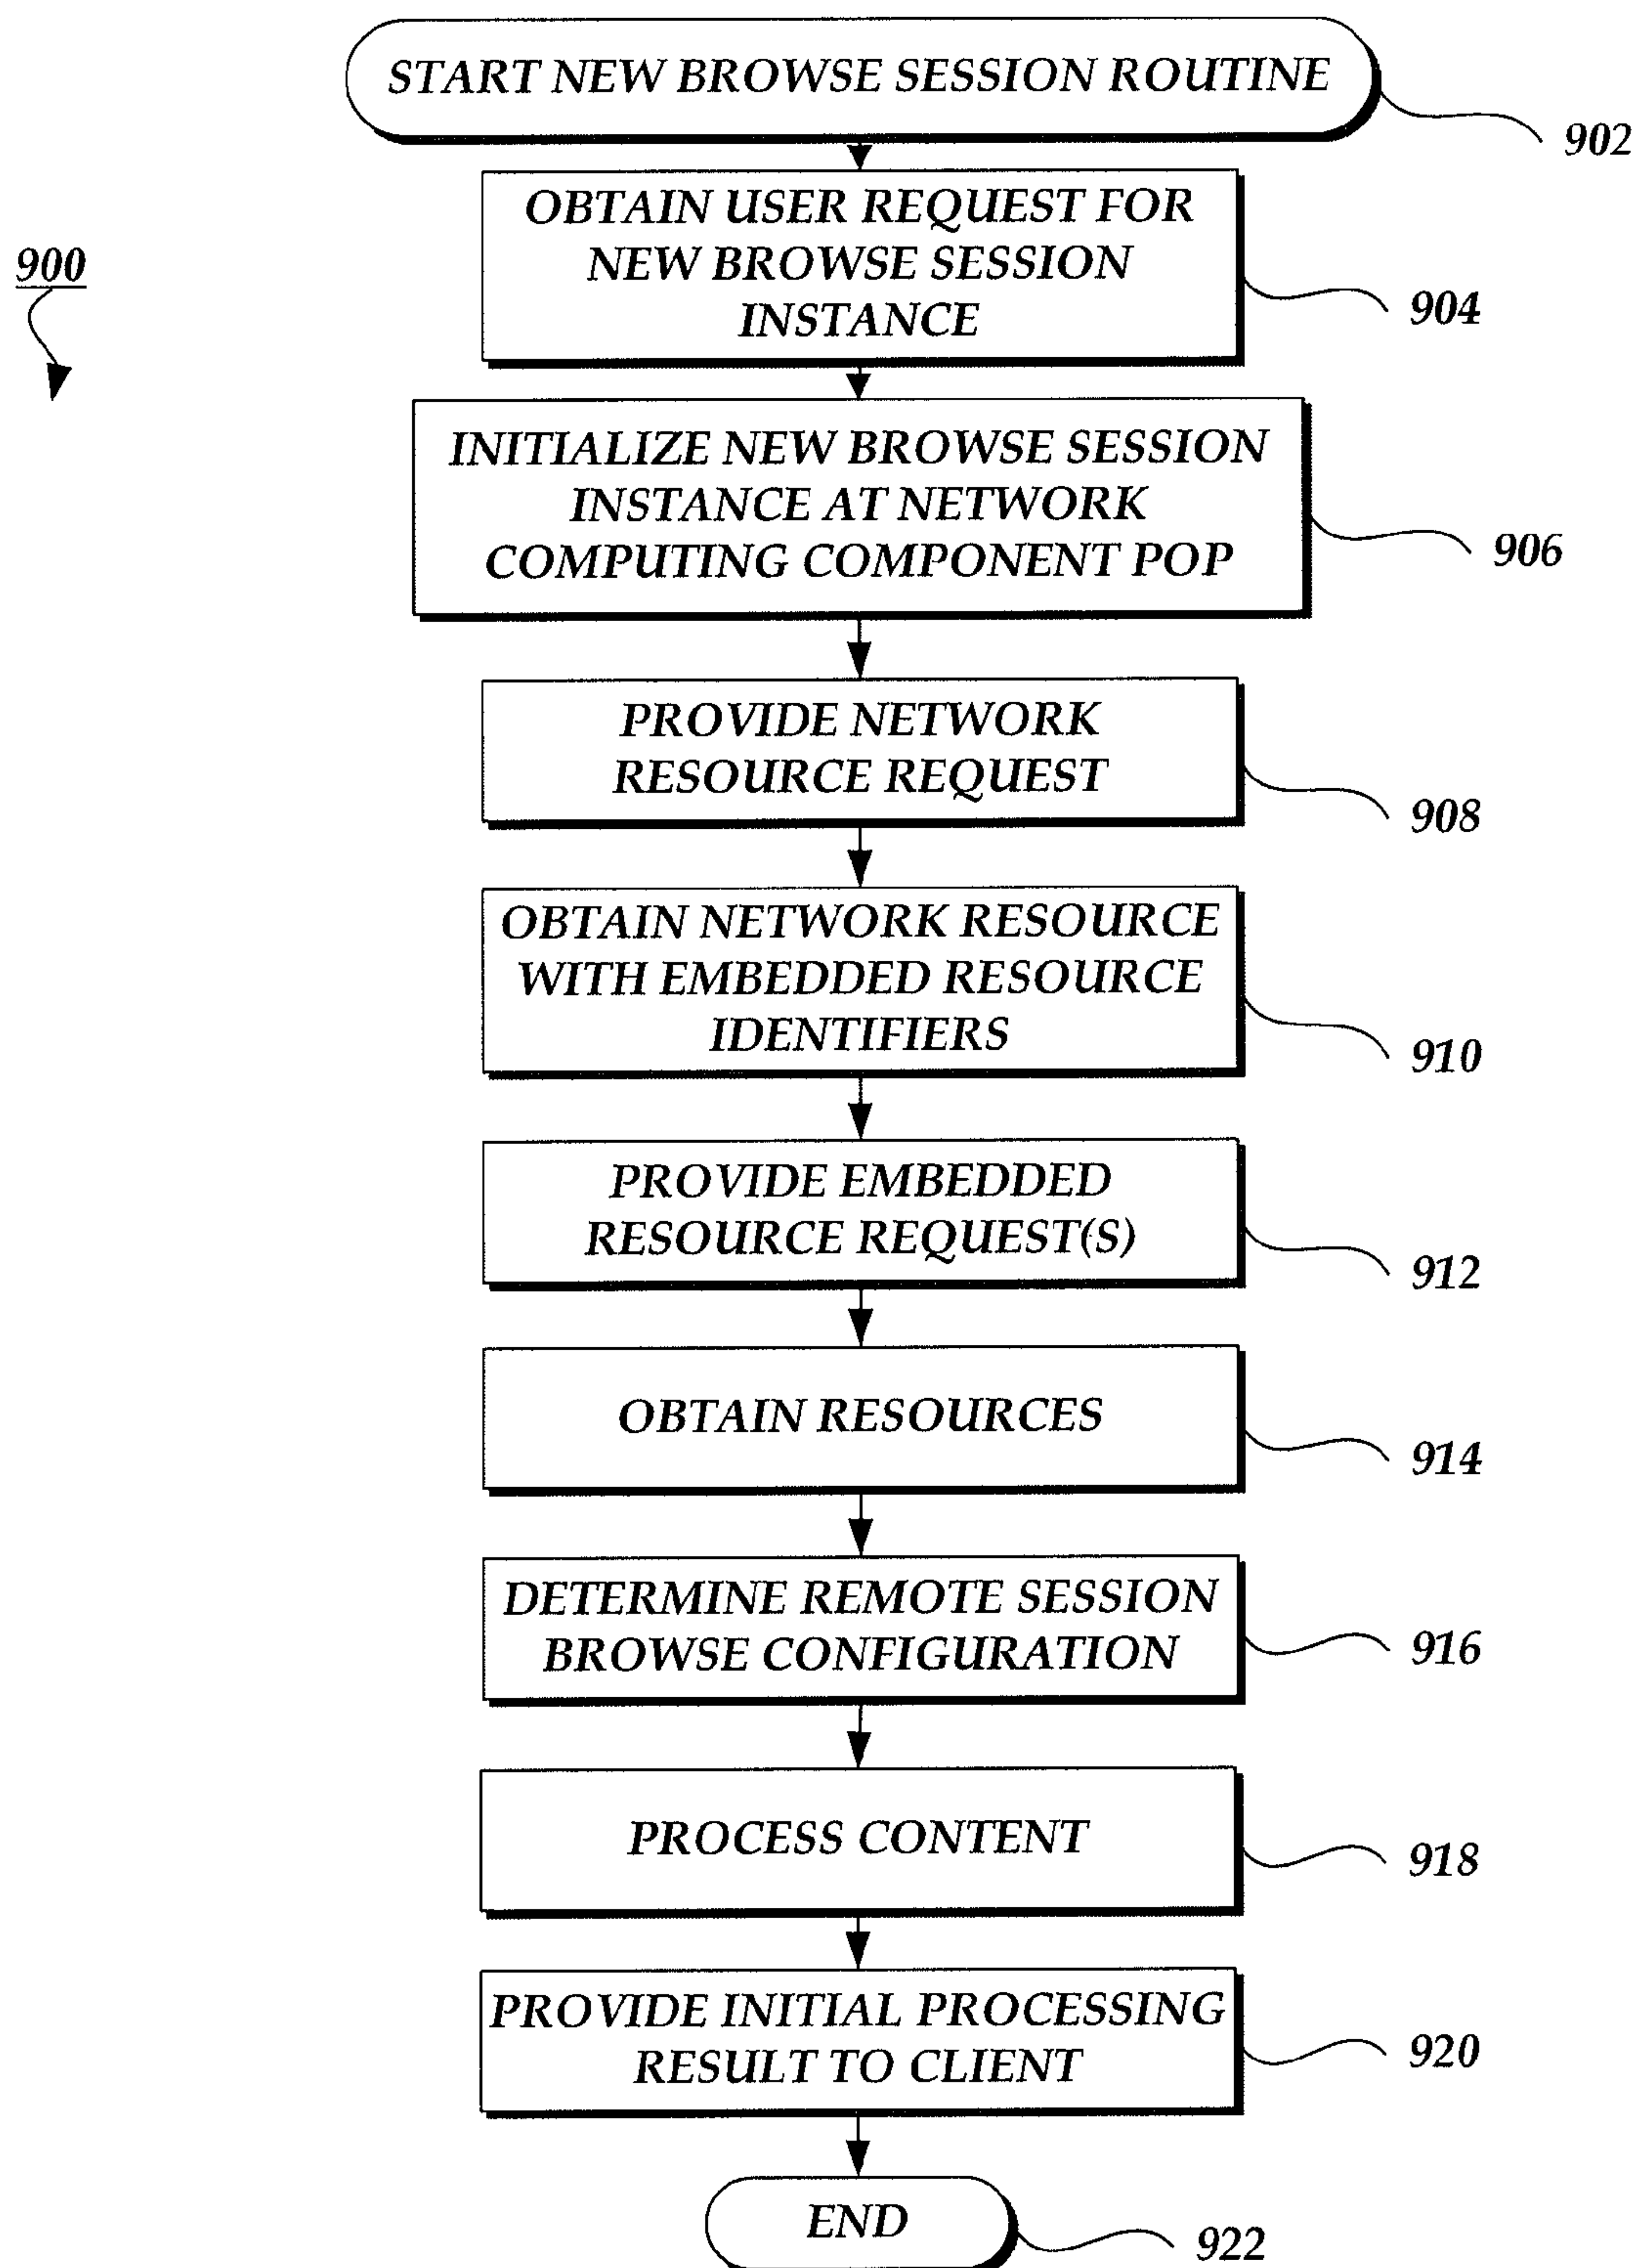 START NEW BROWSE SESSION ROUTINE
902
OBTAIN USER REQUEST FOR
NEW BROWSE SESSION
INSTANCE
904
900
INITIALIZE NEW BROWSE SESSION
INSTANCE AT NETWORK
COMPUTING COMPONENT POP
906
PROVIDE NETWORK
RESOURCE REQUEST
908
OBTAIN NETWORK RESOURCE
WITH EMBEDDED RESOURCE
IDENTIFIERS
910
PROVIDE EMBEDDED
RESOURCE REQUEST(S)
912
OBTAIN RESOURCES
914
DETERMINE REMOTE SESSION
BROWSE CONFIGURATION
916
PROCESS CONTENT
918
PROVIDE INITIAL PROCESSING
RESULT TO CLIENT
920
END
922